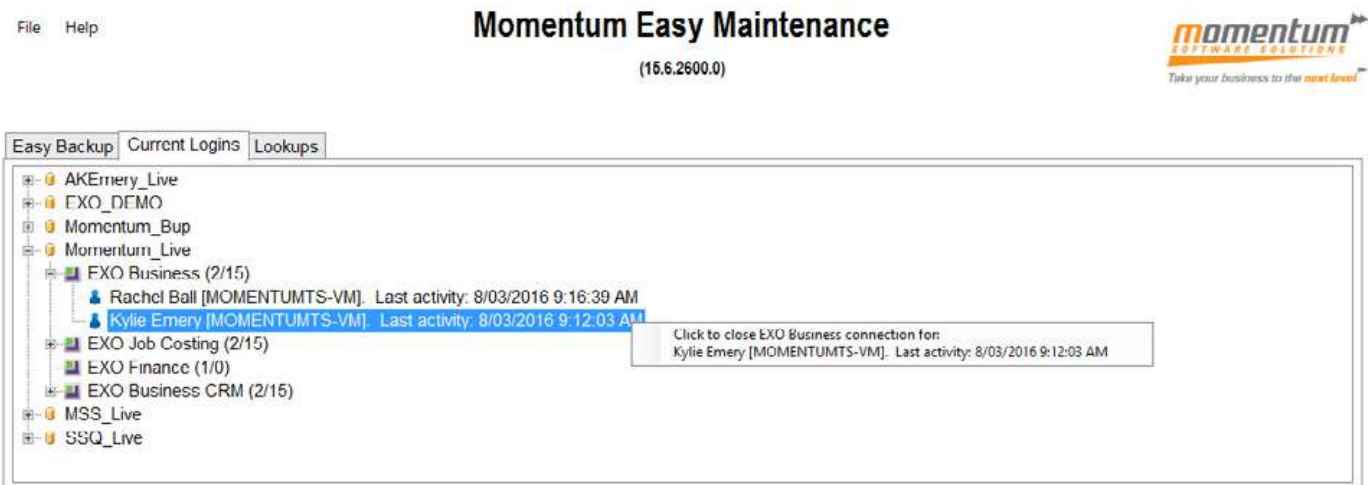 File Help
Momentum Easy Maintenance
(15.6.2600.0)
momentum
SOFTWARE SOLUTIONS
Take your business to the next level
Easy Backup Current Logins Lookups
AKEmery_Live
EXO_DEMO
Momentum_Bup
Momentum_Live
EXO Business (2/15)
Rachel Ball [MOMENTUMTS-VM]. Last activity: 8/03/2016 9:16:39 AM
Kylie Emery [MOMENTUMTS-VM]. Last activity: 8/03/2016 9:12:03 AM
Click to close EXO Business connection for:
Kylie Emery [MOMENTUMTS-VM]. Last activity: 8/03/2016 9:12:03 AM
EXO Job Costing (2/15)
EXO Finance (1/0)
EXO Business CRM (2/15)
MSS_Live
SSQ_Live